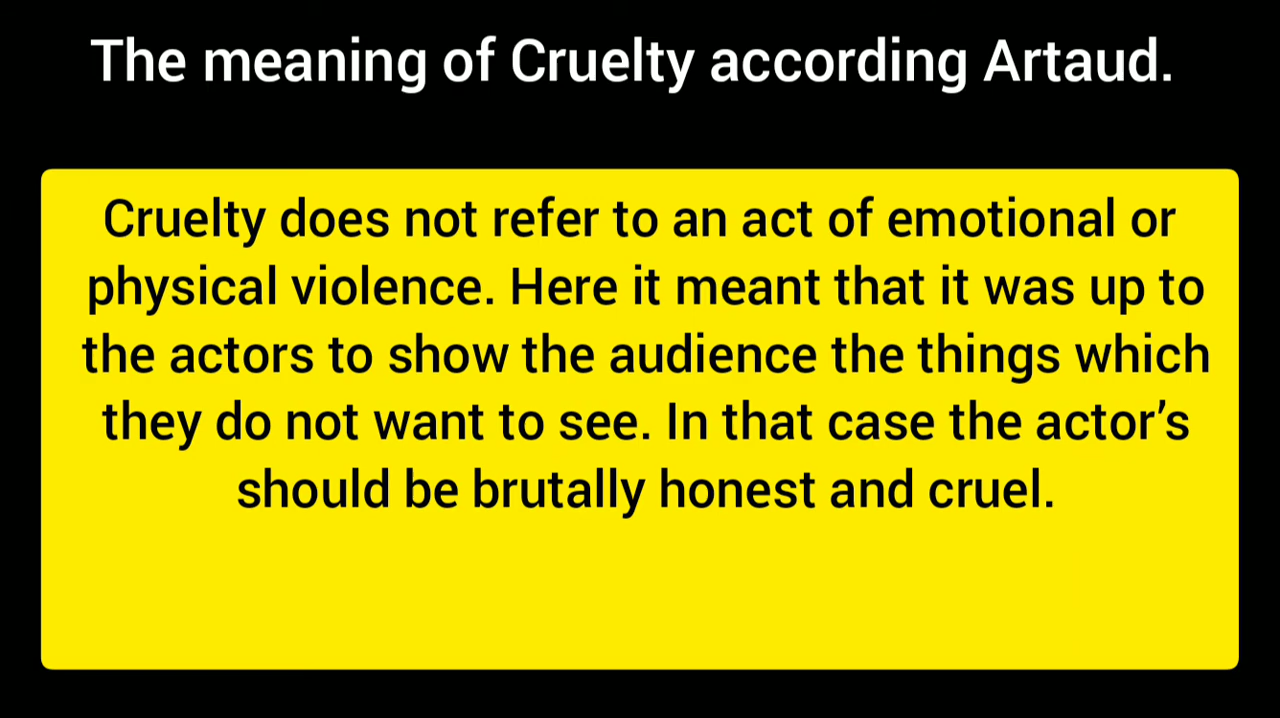 The meaning of Cruelty according Artaud.
Cruelty does not refer to an act of emotional or
physical violence. Here it meant that it was up to
the actors to show the audience the things which
they do not want to see. In that case the actor’s
should be brutally honest and cruel.